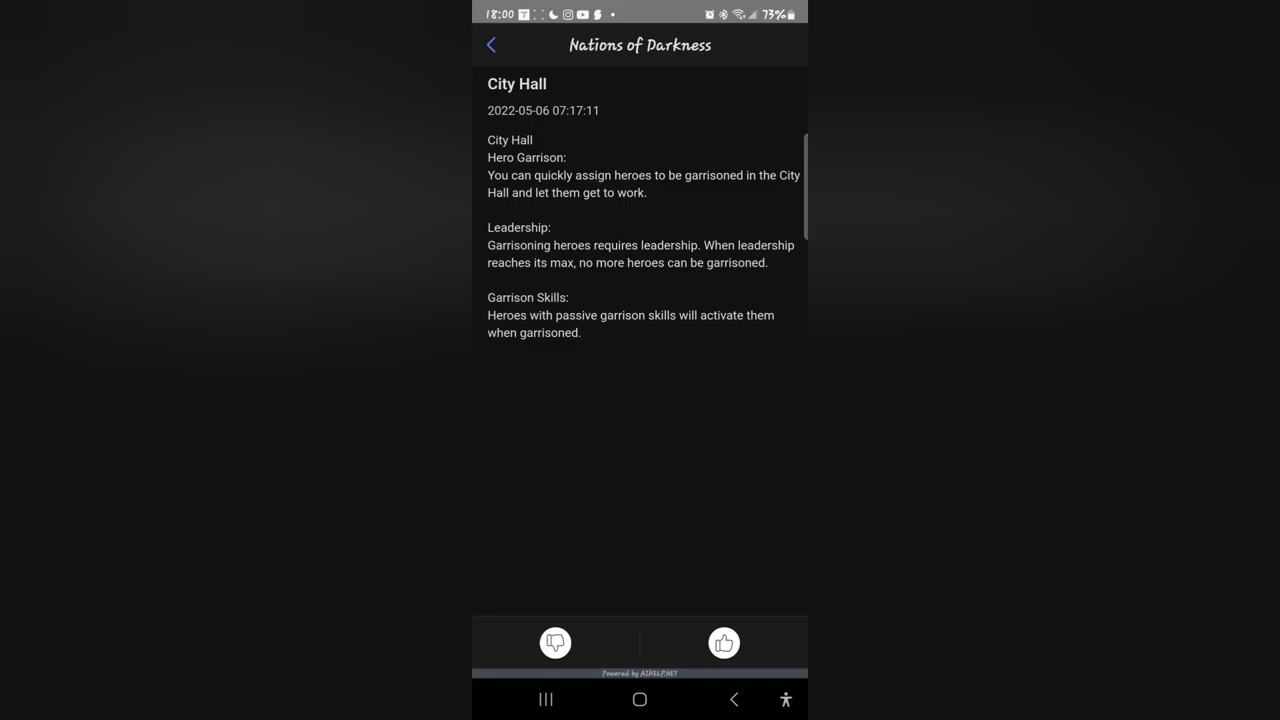 18:00 73%
Nations of Darkness
City Hall
2022-05-06 07:17:11
City Hall
Hero Garrison:
You can quickly assign heroes to be garrisoned in the City
Hall and let them get to work.
Leadership:
Garrisoning heroes requires leadership. When leadership
reaches its max, no more heroes can be garrisoned.
Garrison Skills:
Heroes with passive garrison skills will activate them
when garrisoned.
Powered by AIHELP.NET